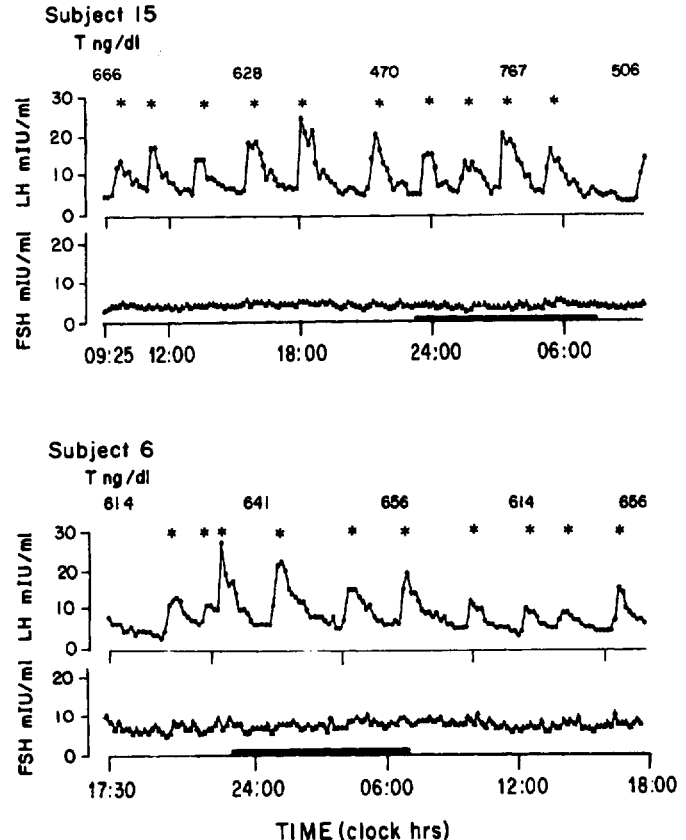 Subject 15
T ng/dl
666 628 470 767 506
* * * * * * * * * *
30
20
10
0
LH mIU/ml
20
10
0
FSH mIU/ml
09:25 12:00 18:00 24:00 06:00
Subject 6
T ng/dl
614 641 656 614 656
* * * * * * * * * *
30
20
10
0
LH mIU/ml
20
10
0
FSH mIU/ml
17:30 24:00 06:00 12:00 18:00
TIME (clock hrs)